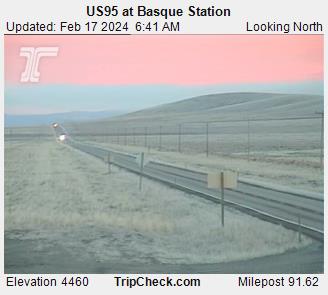 US95 at Basque Station
Updated: Feb 17 2024 6:41 AM Looking North
Elevation 4460 TripCheck.com Milepost 91.62